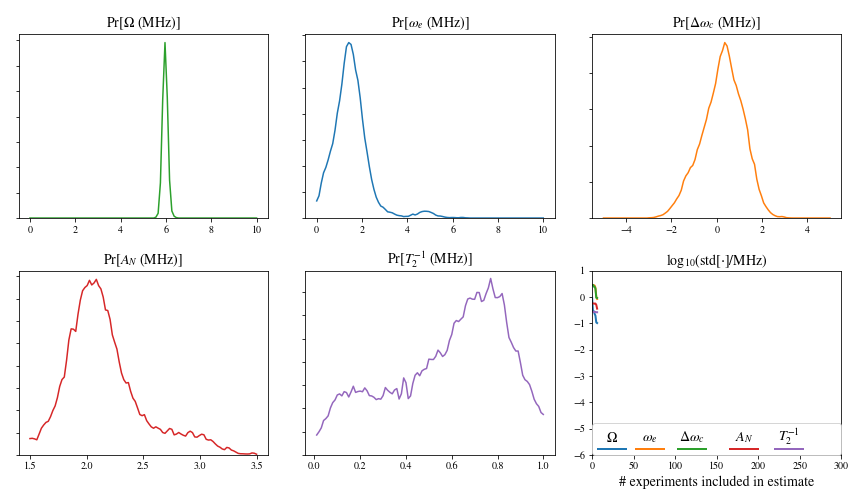 Pr[Ω (MHz)]
Pr[ωe (MHz)]
Pr[Δωc (MHz)]
0 2 4 6 8 10
0 2 4 6 8 10
−4 −2 0 2 4
Pr[AN (MHz)]
Pr[T2−1 (MHz)]
log10(std[·]/MHz)
1
0
−1
−2
−3
−4
−5
−6
Ω ωe Δωc AN T2−1
1.5 2.0 2.5 3.0 3.5
0.0 0.2 0.4 0.6 0.8 1.0
0 50 100 150 200 250 300
# experiments included in estimate